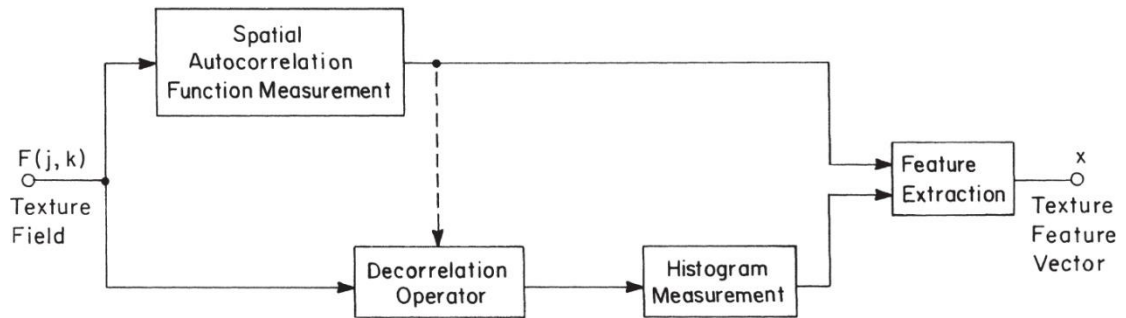 Spatial
Autocorrelation
Function Measurement
F(j,k)
Texture
Field
Decorrelation
Operator
Histogram
Measurement
Feature
Extraction
x
Texture
Feature
Vector